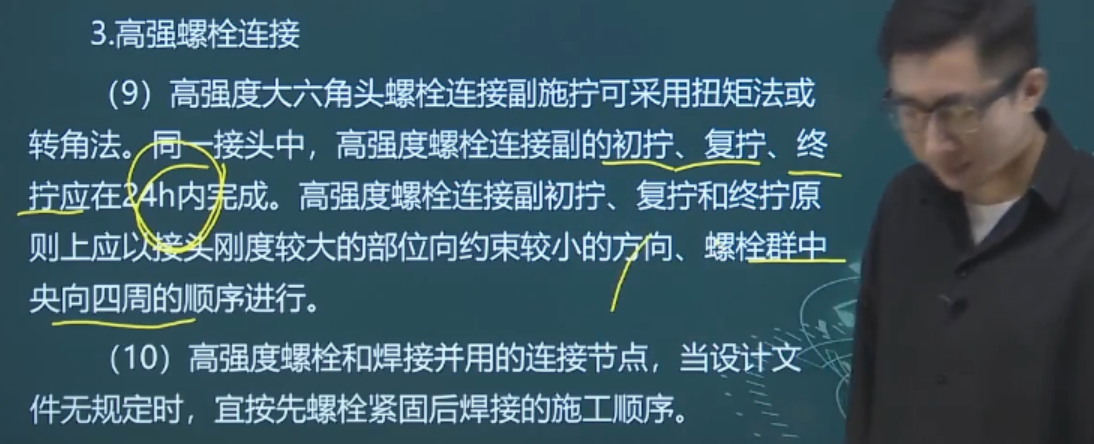 3.高强螺栓连接
（9）高强度大六角头螺栓连接副施拧可采用扭矩法或
转角法。同一接头中，高强度螺栓连接副的初拧、复拧、终
拧应在24h内完成。高强度螺栓连接副初拧、复拧和终拧原
则上应以接头刚度较大的部位向约束较小的方向、螺栓群中
央向四周的顺序进行。
（10）高强度螺栓和焊接并用的连接节点，当设计文
件无规定时，宜按先螺栓紧固后焊接的施工顺序。